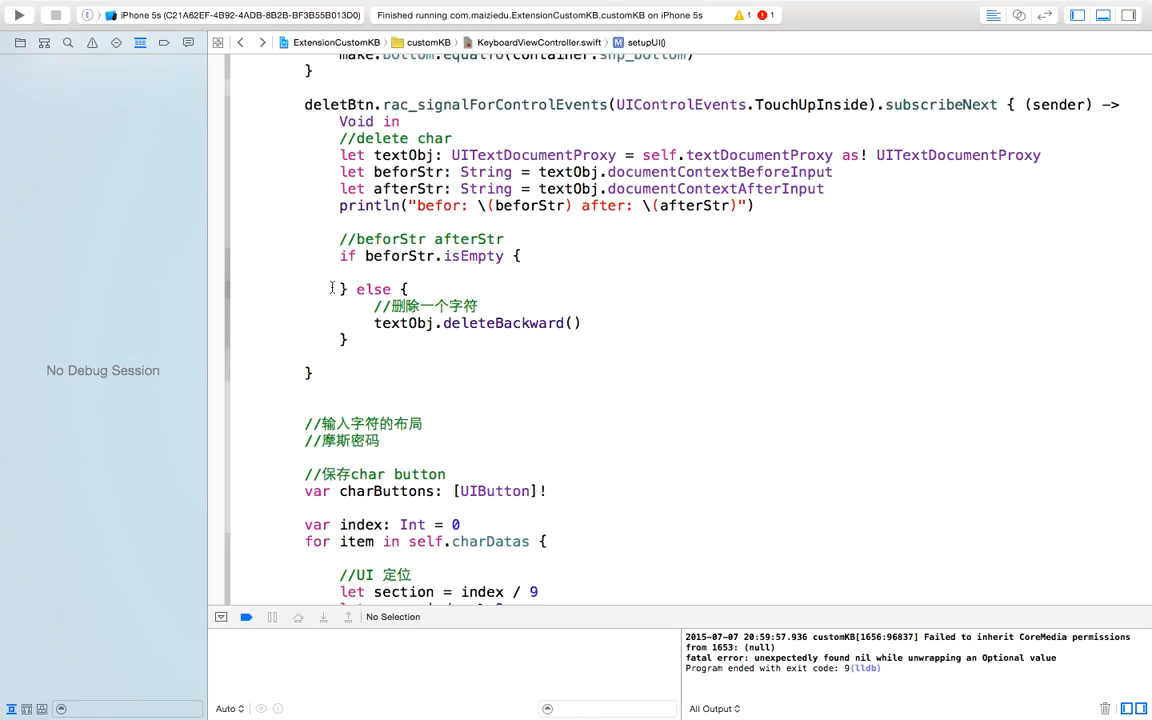 iPhone 5s (C21A62EF-4B92-4ADB-8B2B-BF3B55B013D0)
Finished running com.maiziedu.ExtensionCustomKB.customKB on iPhone 5s
1
1
ExtensionCustomKB
customKB
KeyboardViewController.swift
M setupUI()
make.bottom.equalTo(container.snp_bottom)
}
deletBtn.rac_signalForControlEvents(UIControlEvents.TouchUpInside).subscribeNext { (sender) ->
Void in
//delete char
let textObj: UITextDocumentProxy = self.textDocumentProxy as! UITextDocumentProxy
let beforStr: String = textObj.documentContextBeforeInput
let afterStr: String = textObj.documentContextAfterInput
println("befor: \(beforStr) after: \(afterStr)")
//beforStr afterStr
if beforStr.isEmpty {
} else {
//删除一个字符
textObj.deleteBackward()
}
}
//输入字符的布局
//摩斯密码
//保存char button
var charButtons: [UIButton]!
var index: Int = 0
for item in self.charDatas {
//UI 定位
let section = index / 9
No Debug Session
No Selection
2015-07-07 20:59:57.936 customKB[1656:96837] Failed to inherit CoreMedia permissions
from 1653: (null)
fatal error: unexpectedly found nil while unwrapping an Optional value
Program ended with exit code: 9(lldb)
Auto
All Output